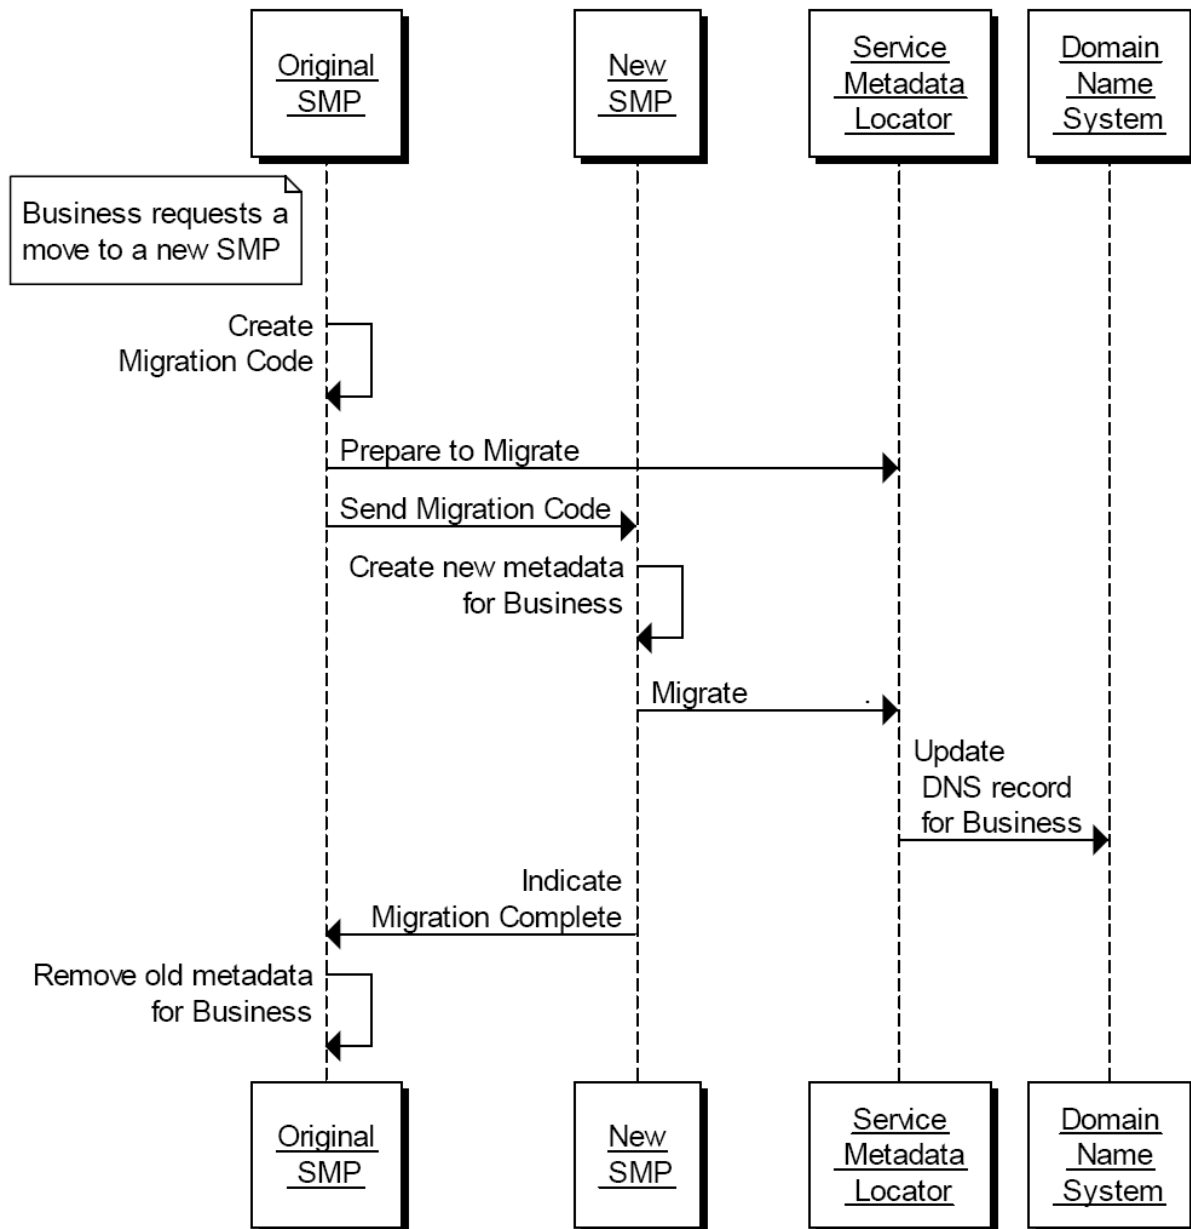 Original
SMP
New
SMP
Service
Metadata
Locator
Domain
Name
System
Business requests a
move to a new SMP
Create
Migration Code
Prepare to Migrate
Send Migration Code
Create new metadata
for Business
Migrate .
Update
DNS record
for Business
Indicate
Migration Complete
Remove old metadata
for Business
Original
SMP
New
SMP
Service
Metadata
Locator
Domain
Name
System